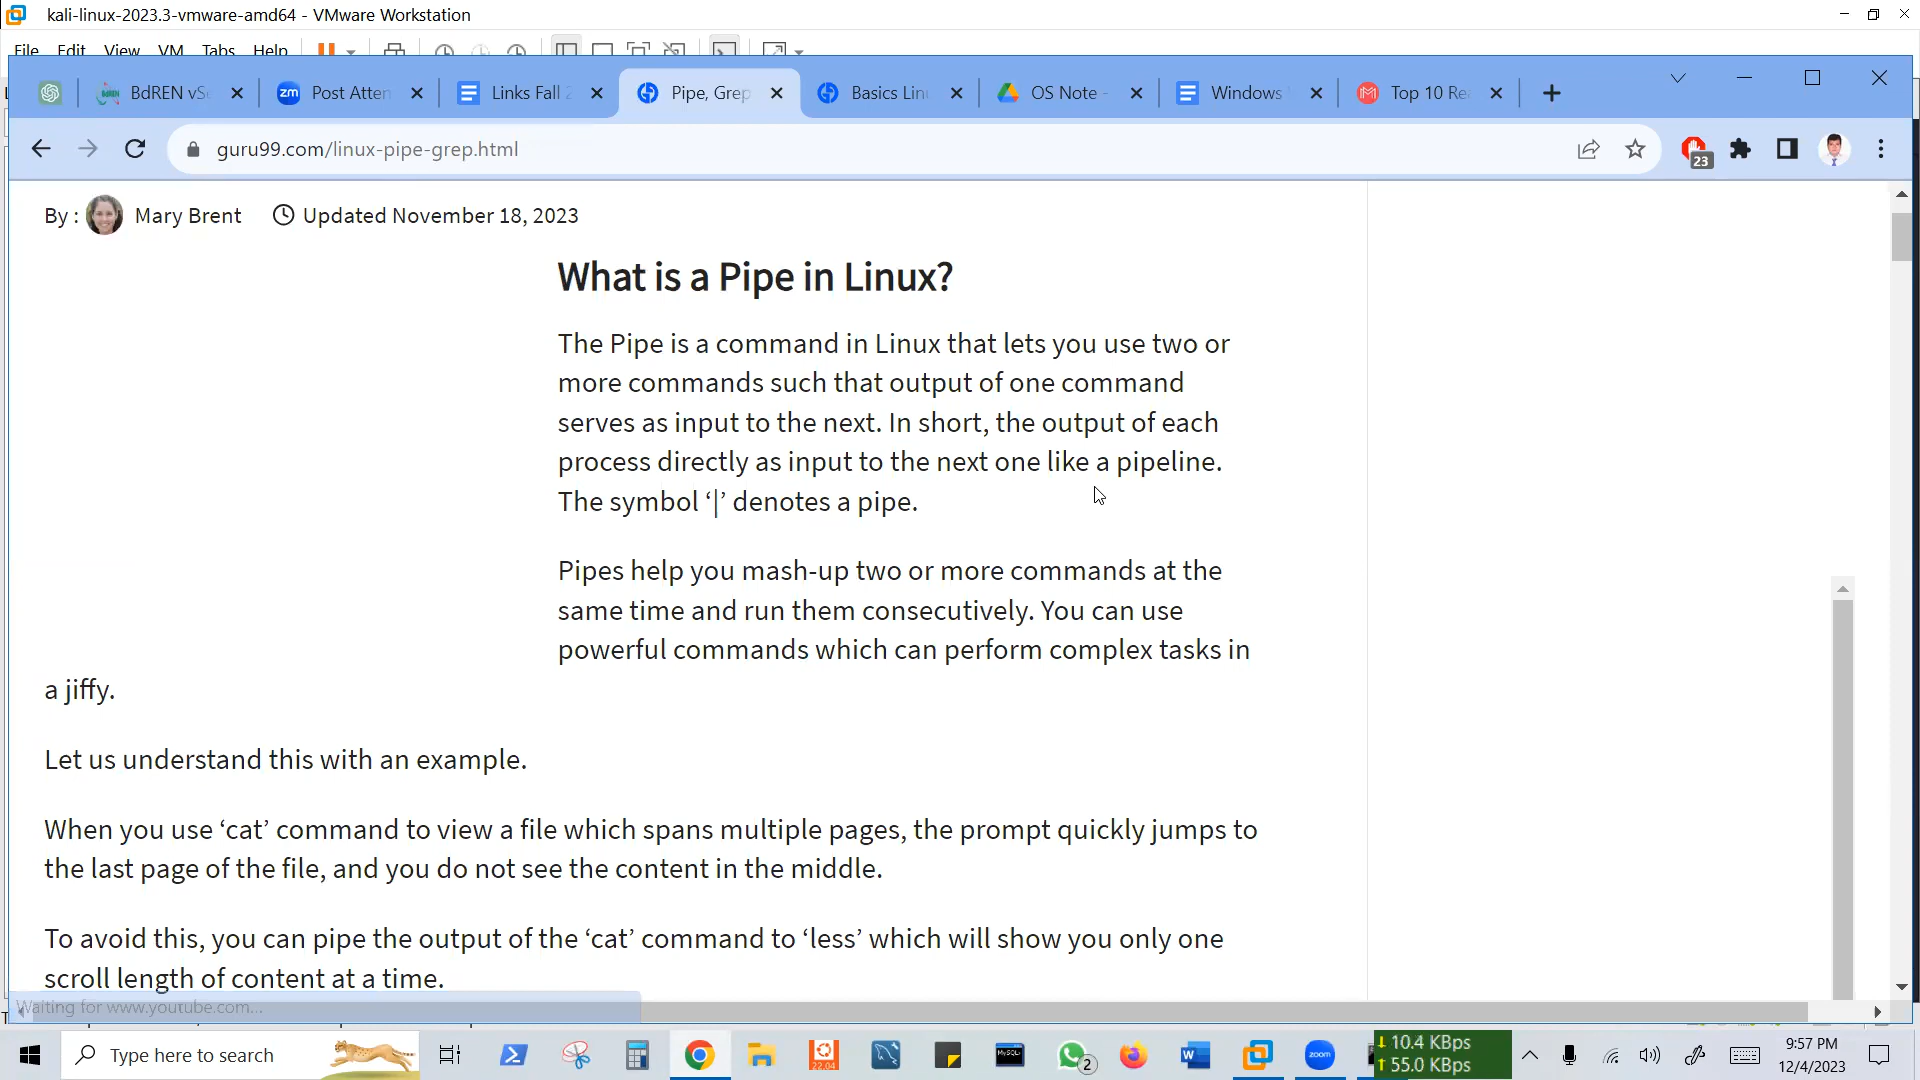 kali-linux-2023.3-vmware-amd64 - VMware Workstation
File Edit View VM Tabs Help
BdREN vSe
zm Post Atten
Links Fall 2
Pipe, Grep
Basics Linu
OS Note -
Windows
Top 10 Re
guru99.com/linux-pipe-grep.html
23
By : Mary Brent Updated November 18, 2023
What is a Pipe in Linux?
The Pipe is a command in Linux that lets you use two or
more commands such that output of one command
serves as input to the next. In short, the output of each
process directly as input to the next one like a pipeline.
The symbol ‘|’ denotes a pipe.
Pipes help you mash-up two or more commands at the
same time and run them consecutively. You can use
powerful commands which can perform complex tasks in
a jiffy.
Let us understand this with an example.
When you use ‘cat’ command to view a file which spans multiple pages, the prompt quickly jumps to
the last page of the file, and you do not see the content in the middle.
To avoid this, you can pipe the output of the ‘cat’ command to ‘less’ which will show you only one
scroll length of content at a time.
Waiting for www.youtube.com...
Type here to search
22.04
MySQL
2
W
zoom
10.4 KBps
55.0 KBps
9:57 PM
12/4/2023